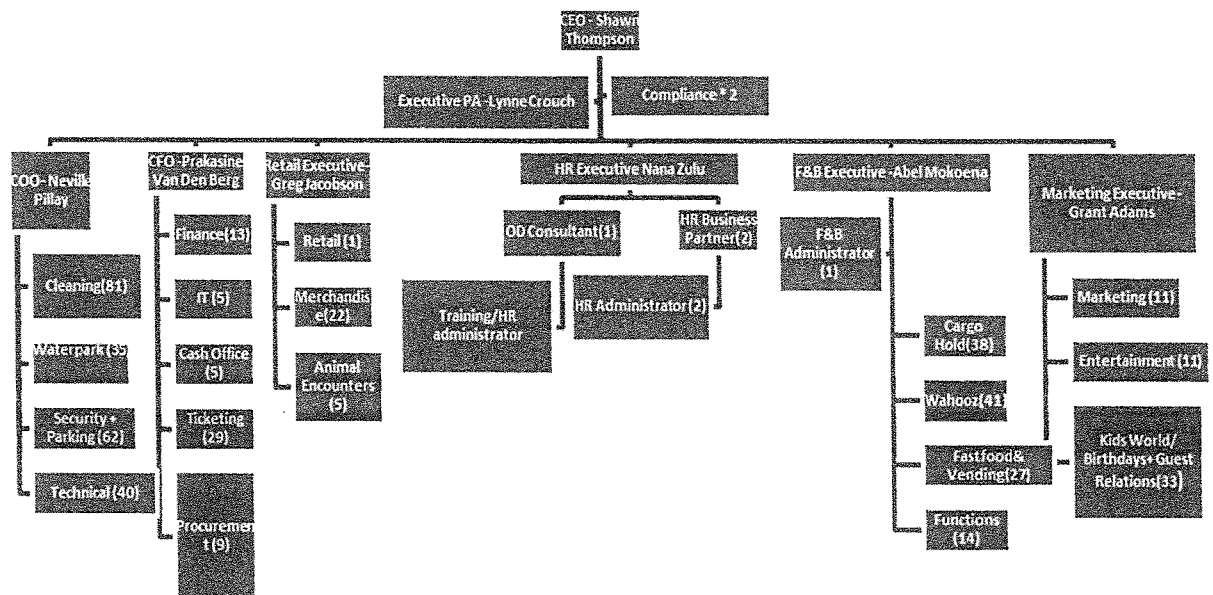 CEO - Shawn
Thompson
Executive PA -Lynne Crouch
Compliance * 2
COO- Neville
Pillay
CFO -Prakasine
Van Den Berg
Retail Executive-
Greg Jacobson
HR Executive Nana Zulu
F&B Executive -Abel Mokoena
Marketing Executive -
Grant Adams
Cleaning(81)
Waterpark (35
Security +
Parking(62)
Technical (40)
Finance(13)
IT (5)
Cash Office
(5)
Ticketing
(29)
Procuremen
t (9)
Retail (1)
Merchandis
e(22)
Animal
Encounters
(5)
OD Consultant(1)
HR Business
Partner(2)
Training/HR
administrator
HR Administrator (2)
F&B
Administrator
(1)
Cargo
Hold(38)
Wahooz(41)
Fastfood&
Vending(27)
Functions
(14)
Marketing (11)
Entertainment (11)
Kids World/
Birthdays+ Guest
Relations(33)